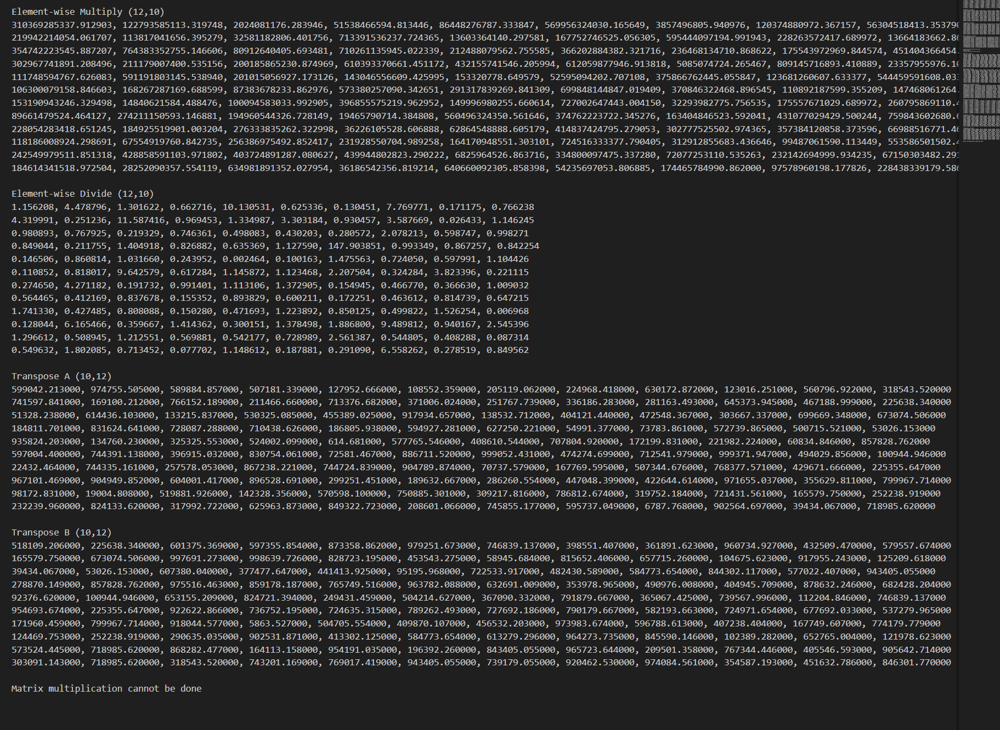 Element-wise Multiply (12,10)
310369285337.912903, 122793585113.319748, 2024081176.283946, 51538466594.813446, 86448276787.333847, 569956324030.165649, 3857496805.940976, 120374880972.367157, 56304518413.35379
219942214054.061707, 113817041656.395279, 32581182806.401756, 713391536237.724365, 13603364140.297581, 167752746525.056305, 595444097194.991943, 228263572417.689972, 13664183662.8
354742223545.887207, 764383352755.146606, 80912640405.693481, 710261135945.022339, 212488079562.755585, 366202884382.321716, 236468134710.868622, 175543972969.844574, 451404366454.
302967741891.208496, 211179007400.535156, 200185865230.874969, 610393370661.451172, 432155741546.205994, 612059877946.913818, 5085074724.265467, 809145716893.410889, 23357955976.1
111748594767.626083, 591191803145.538940, 201015056927.173126, 143046556609.425995, 153320778.649579, 52595094202.707108, 375866762445.055847, 123681260607.633377, 544459591608.03
106300079158.846603, 168267287169.688599, 87383678233.862976, 573380257090.342651, 291317839269.841309, 699848144847.019409, 370846322468.896545, 110892187599.355209, 147468061264.
153190943246.329498, 14840621584.488476, 100094583033.992905, 396855575219.962952, 149996980255.660614, 727002647443.004150, 32293982775.756535, 175557671029.689972, 260795869110.
89661479524.464127, 274211150593.146881, 194960544326.728149, 19465790714.384808, 560496324350.561646, 374762223722.345276, 163404846523.592041, 431077029429.500244, 759843602680.
228054283418.651245, 184925519901.003204, 276333835262.322998, 36226105528.606888, 62864548888.605179, 414837424795.279053, 302777525502.974365, 357384120858.373596, 66988516771.4
118186008924.298691, 67554919760.842735, 256386975492.852417, 231928550704.989258, 164170948551.303101, 724516333377.790405, 312912855683.436646, 99487061590.113449, 553586501502.
242549979511.851318, 428858591103.971802, 403724891287.080627, 439944802823.290222, 6825964526.863716, 334800097475.337280, 72077253110.535263, 232142694999.934235, 67150303482.29
184614341518.972504, 28252090357.554119, 634981891352.027954, 36186542356.819214, 640660092305.858398, 54235697053.806885, 174465784990.862000, 97578960198.177826, 228438339179.58
Element-wise Divide (12,10)
1.156208, 4.478796, 1.301622, 0.662716, 10.130531, 0.625336, 0.130451, 7.769771, 0.171175, 0.766238
4.319991, 0.251236, 11.587416, 0.969453, 1.334987, 3.303184, 0.930457, 3.587669, 0.026433, 1.146245
0.980893, 0.767925, 0.219329, 0.746361, 0.498083, 0.430203, 0.280572, 2.078213, 0.598747, 0.998271
0.849044, 0.211755, 1.404918, 0.826882, 0.635369, 1.127590, 147.903851, 0.993349, 0.867257, 0.842254
0.146506, 0.860814, 1.031660, 0.243952, 0.002464, 0.100163, 1.475563, 0.724050, 0.597991, 1.104426
0.110852, 0.818017, 9.642579, 0.617284, 1.145872, 1.123468, 2.207504, 0.324284, 3.823396, 0.221115
0.274650, 4.271182, 0.191732, 0.991401, 1.113106, 1.372905, 0.154945, 0.466770, 0.366630, 1.009032
0.564465, 0.412169, 0.837678, 0.155352, 0.893829, 0.600211, 0.172251, 0.463612, 0.814739, 0.647215
1.741330, 0.427485, 0.808088, 0.150280, 0.471693, 1.223892, 0.850125, 0.499822, 1.526254, 0.006968
0.128044, 6.165466, 0.359667, 1.414362, 0.300151, 1.378498, 1.886800, 9.489812, 0.940167, 2.545396
1.296612, 0.508945, 1.212551, 0.569881, 0.542177, 0.728989, 2.561387, 0.544805, 0.408288, 0.087314
0.549632, 1.802085, 0.713452, 0.077702, 1.148612, 0.187881, 0.291090, 6.558262, 0.278519, 0.849562
Transpose A (10,12)
599042.213000, 974755.505000, 589884.857000, 507181.339000, 127952.666000, 108552.359000, 205119.062000, 224968.418000, 630172.872000, 123016.251000, 560796.922000, 318543.520000
741597.841000, 169100.212000, 766152.189000, 211466.660000, 713376.682000, 371006.024000, 251767.739000, 336186.283000, 281163.493000, 645373.945000, 467188.999000, 225638.340000
51328.238000, 614436.103000, 133215.837000, 530325.085000, 455389.025000, 917934.657000, 138532.712000, 404121.440000, 472548.367000, 303667.337000, 699669.348000, 673074.506000
184811.701000, 831624.641000, 728087.288000, 710438.626000, 186805.938000, 594927.281000, 627250.221000, 54991.377000, 73783.861000, 572739.865000, 500715.521000, 53026.153000
935824.203000, 134760.230000, 325325.553000, 524002.099000, 614.681000, 577765.546000, 408610.544000, 707804.920000, 172199.831000, 221982.224000, 60834.846000, 857828.762000
597004.400000, 744391.138000, 396915.032000, 830754.061000, 72581.467000, 886711.520000, 999052.431000, 474274.699000, 712541.979000, 999371.947000, 494029.856000, 100944.946000
22432.464000, 744335.161000, 257578.053000, 867238.221000, 744724.839000, 904789.874000, 70737.579000, 167769.595000, 507344.676000, 768377.571000, 429671.666000, 225355.647000
967101.469000, 904949.852000, 604001.417000, 896528.691000, 299251.451000, 189632.667000, 286260.554000, 447048.399000, 422644.614000, 971655.037000, 355629.811000, 799967.714000
98172.831000, 19004.808000, 519881.926000, 142328.356000, 570598.100000, 750885.301000, 309217.816000, 786812.674000, 319752.184000, 721431.561000, 165579.750000, 252238.919000
232239.960000, 824133.620000, 317992.722000, 625963.873000, 849322.723000, 208601.066000, 745855.177000, 595737.049000, 6787.768000, 902564.697000, 39434.067000, 718985.620000
Transpose B (10,12)
518109.206000, 225638.340000, 601375.369000, 597355.854000, 873358.862000, 979251.673000, 746839.137000, 398551.407000, 361891.623000, 960734.927000, 432509.470000, 579557.674000
165579.750000, 673074.506000, 997691.273000, 998639.726000, 828723.195000, 453543.275000, 58945.684000, 815652.406000, 657715.260000, 104675.623000, 917955.243000, 125209.618000
39434.067000, 53026.153000, 607380.040000, 377477.647000, 441413.925000, 95195.968000, 722533.917000, 482430.589000, 584773.654000, 844302.117000, 577022.407000, 943405.055000
278870.149000, 857828.762000, 975516.463000, 859178.187000, 765749.516000, 963782.088000, 632691.009000, 353978.965000, 490976.008000, 404945.709000, 878632.246000, 682428.204000
92376.620000, 100944.946000, 653155.209000, 824721.394000, 249431.459000, 504214.627000, 367090.332000, 791879.667000, 365067.425000, 739567.996000, 112204.846000, 746839.137000
954693.674000, 225355.647000, 922622.866000, 736752.195000, 724635.315000, 789262.493000, 727692.186000, 790179.667000, 582193.663000, 724971.654000, 677692.033000, 537279.965000
171960.459000, 799967.714000, 918044.577000, 5863.527000, 504705.554000, 409870.107000, 456532.203000, 973983.674000, 596788.613000, 407238.404000, 167749.607000, 774179.779000
124469.753000, 252238.919000, 290635.035000, 902531.871000, 413302.125000, 584773.654000, 613279.296000, 964273.735000, 845590.146000, 102389.282000, 652765.004000, 121978.623000
573524.445000, 718985.620000, 868282.477000, 164113.158000, 954191.035000, 196392.260000, 843405.055000, 965723.644000, 209501.358000, 767344.446000, 405546.593000, 905642.714000
303091.143000, 718985.620000, 318543.520000, 743201.169000, 769017.419000, 943405.055000, 739179.055000, 920462.530000, 974084.561000, 354587.193000, 451632.786000, 846301.770000
Matrix multiplication cannot be done